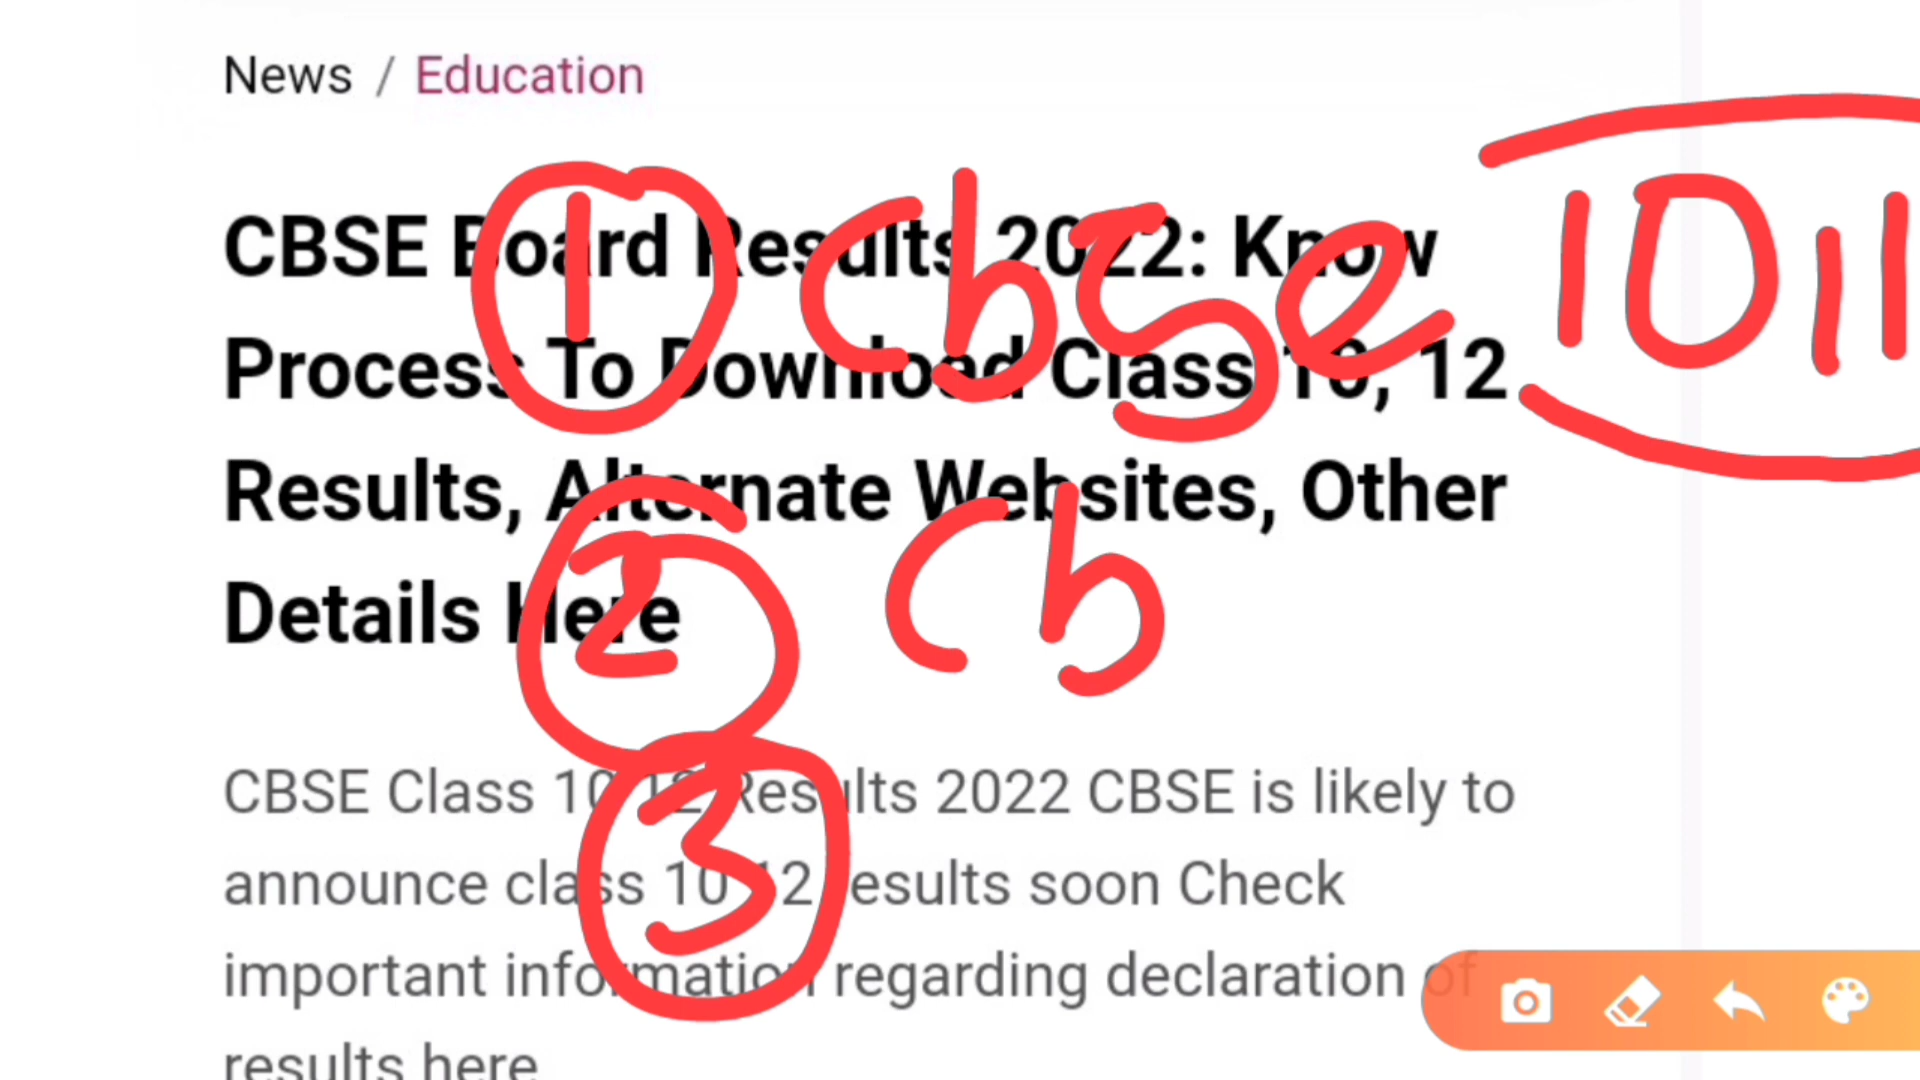 News / Education
CBSE Board Results 2022: Know
Process To Download Class 10, 12
Results, Alternate Websites, Other
Details Here
1 Cbse 10 11
2 Cb
3
CBSE Class 10 12 Results 2022 CBSE is likely to
announce class 10 12 results soon Check
important information regarding declaration of
results here